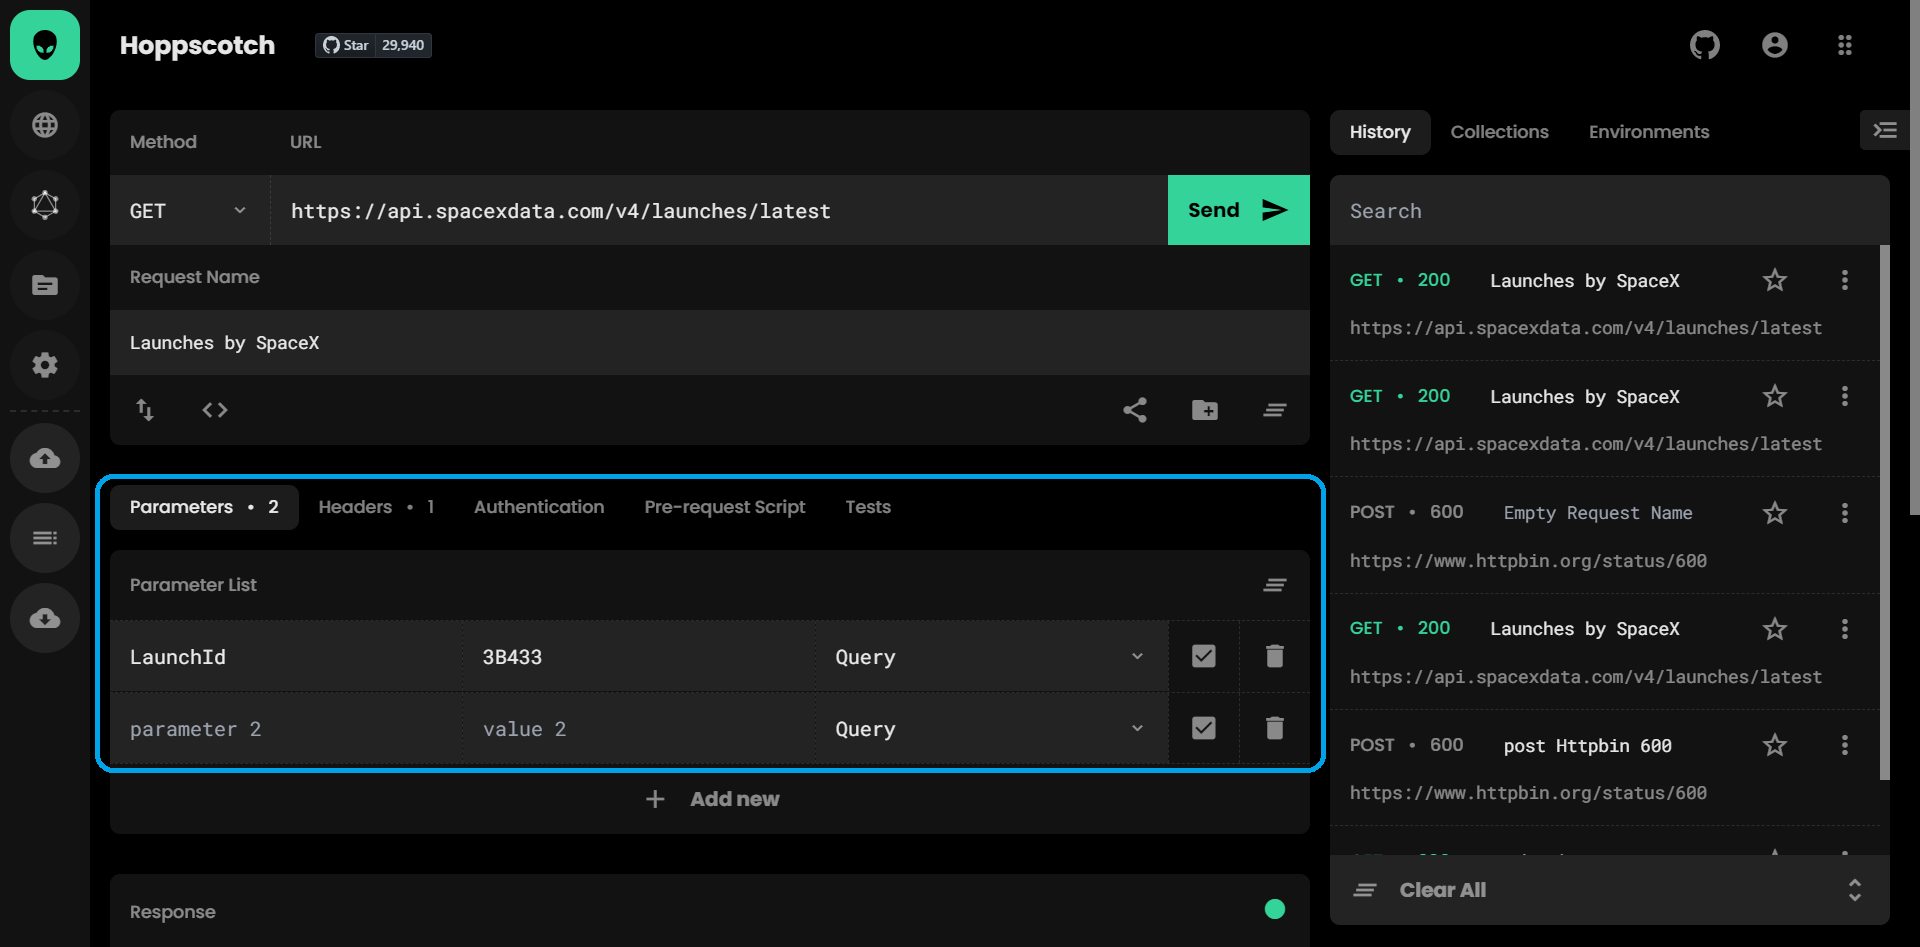 Hoppscotch
Star 29,940
Method URL
GET https://api.spacexdata.com/v4/launches/latest Send
Request Name
Launches by SpaceX
Parameters • 2 Headers • 1 Authentication Pre-request Script Tests
Parameter List
LaunchId 3B433 Query
parameter 2 value 2 Query
Add new
Response
History Collections Environments
Search
GET • 200 Launches by SpaceX
https://api.spacexdata.com/v4/launches/latest
GET • 200 Launches by SpaceX
https://api.spacexdata.com/v4/launches/latest
POST • 600 Empty Request Name
https://www.httpbin.org/status/600
GET • 200 Launches by SpaceX
https://api.spacexdata.com/v4/launches/latest
POST • 600 post Httpbin 600
https://www.httpbin.org/status/600
Clear All